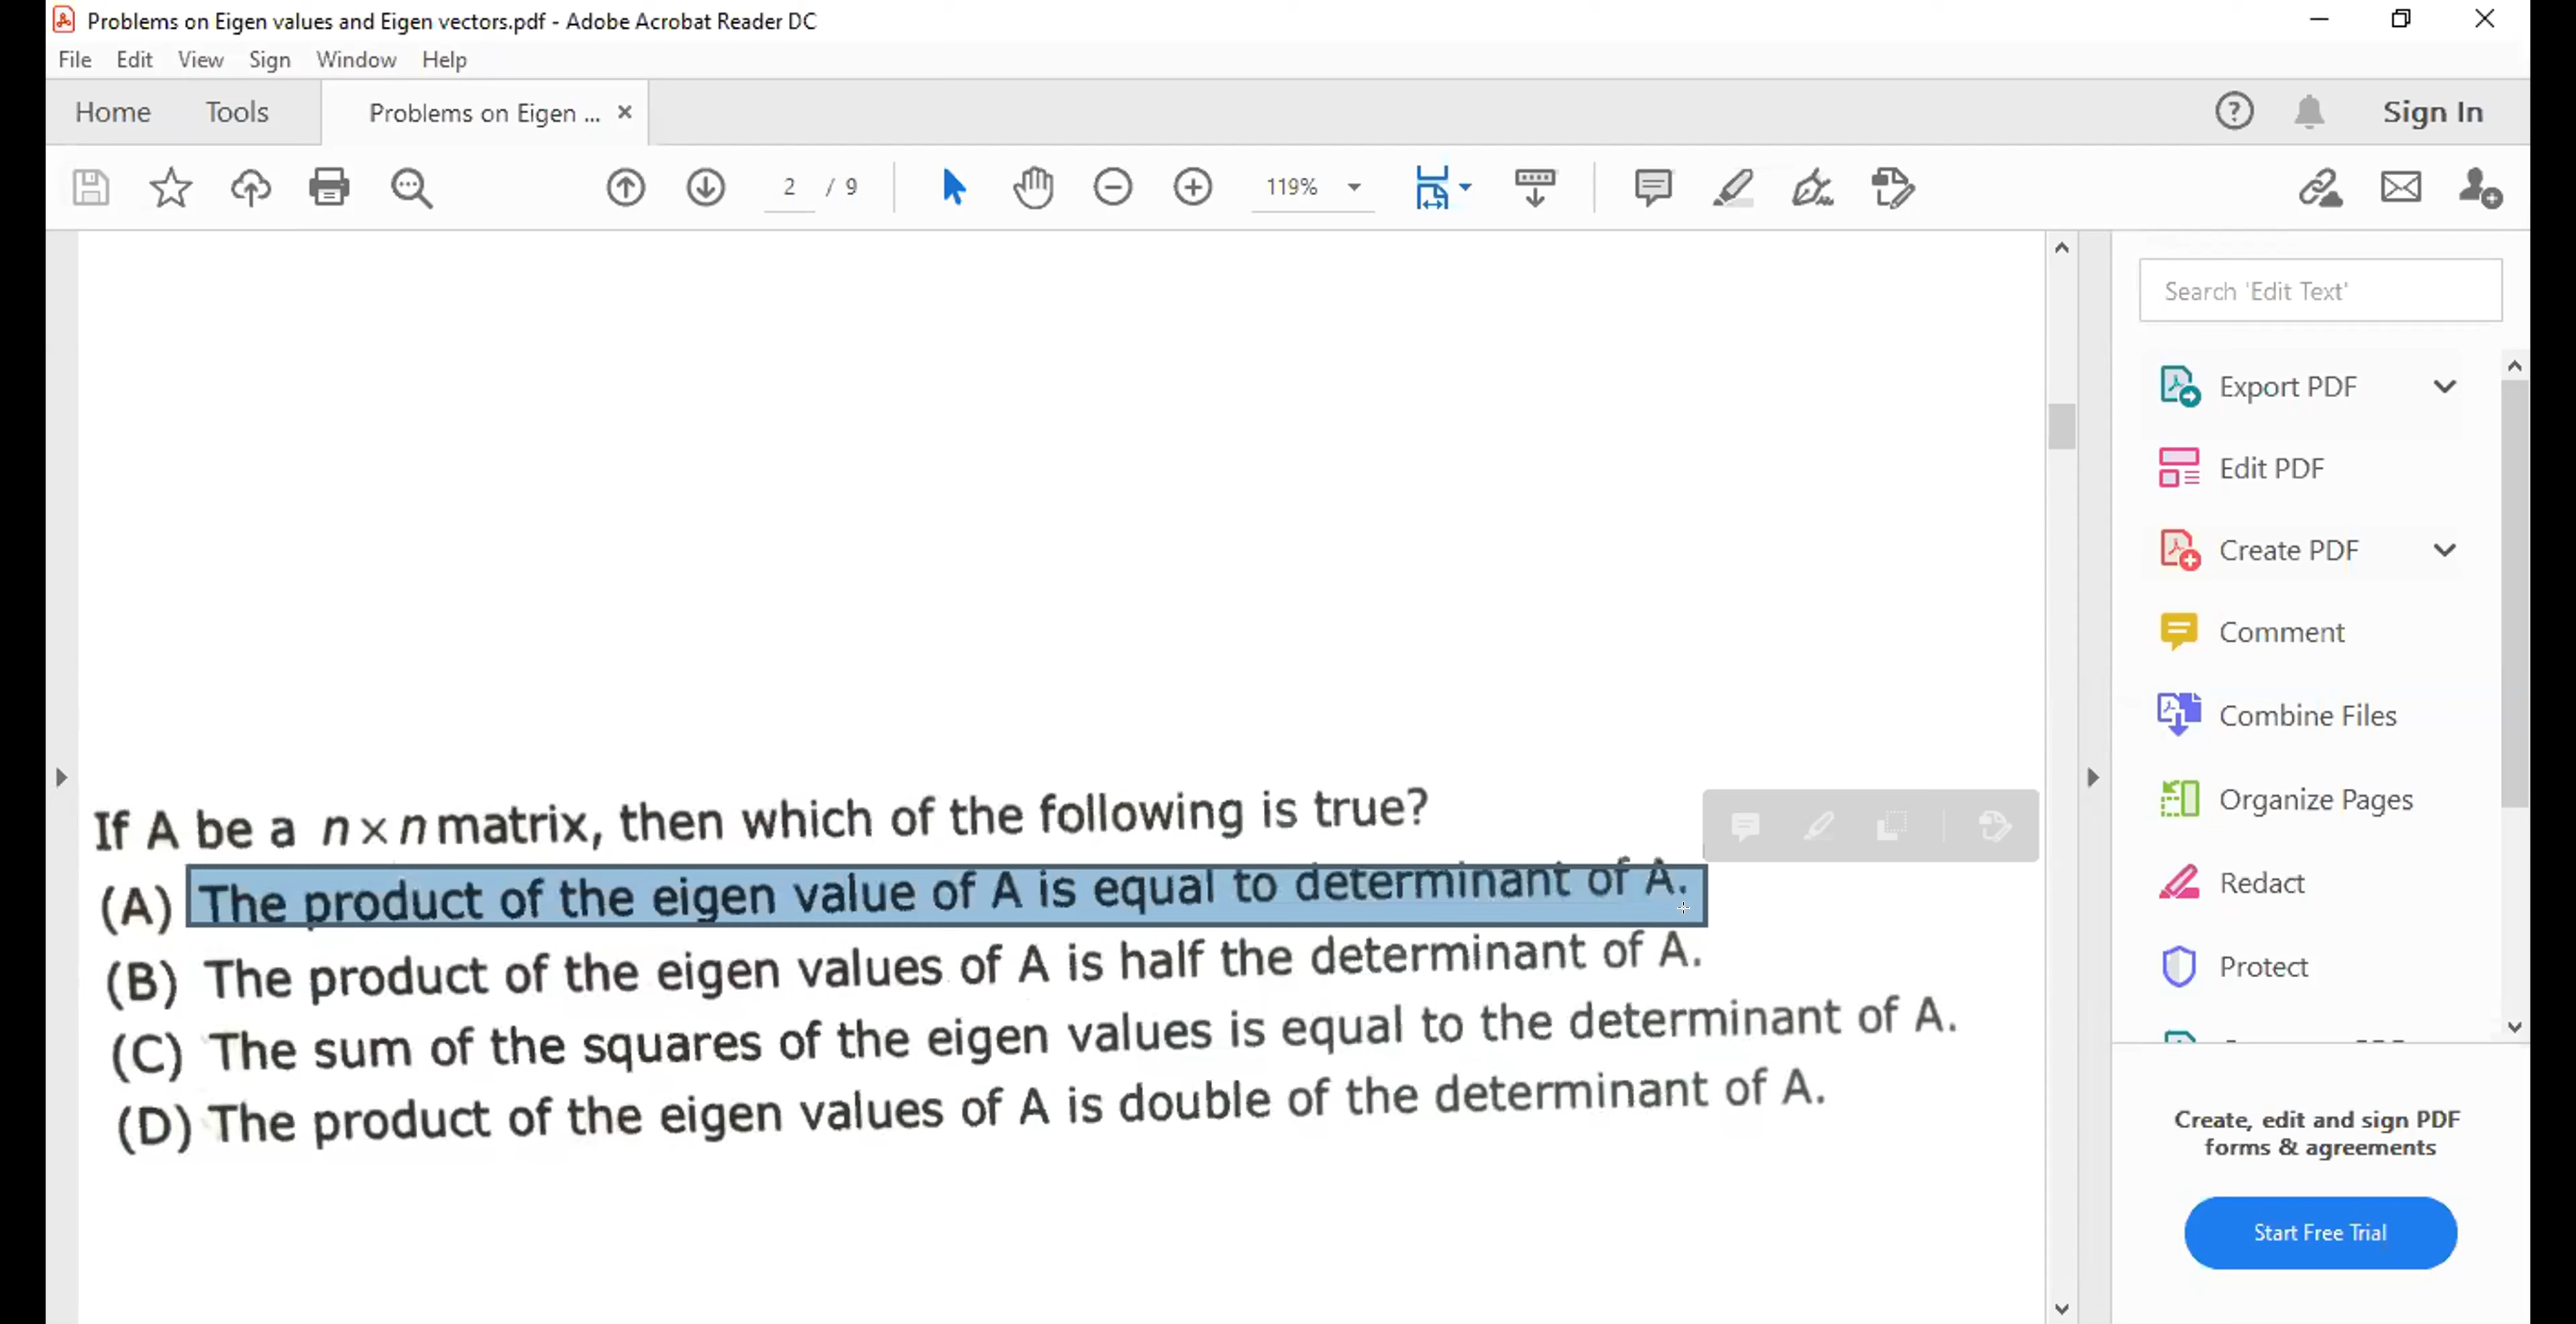 Problems on Eigen values and Eigen vectors.pdf - Adobe Acrobat Reader DC
File Edit View Sign Window Help
Home Tools Problems on Eigen ... Sign In
2 / 9 119%
Search 'Edit Text'
Export PDF
Edit PDF
Create PDF
Comment
Combine Files
Organize Pages
Redact
Protect
If A be a n × n matrix, then which of the following is true?
(A) The product of the eigen value of A is equal to determinant of A.
(B) The product of the eigen values of A is half the determinant of A.
(C) The sum of the squares of the eigen values is equal to the determinant of A.
(D) The product of the eigen values of A is double of the determinant of A.
Create, edit and sign PDF
forms & agreements
Start Free Trial